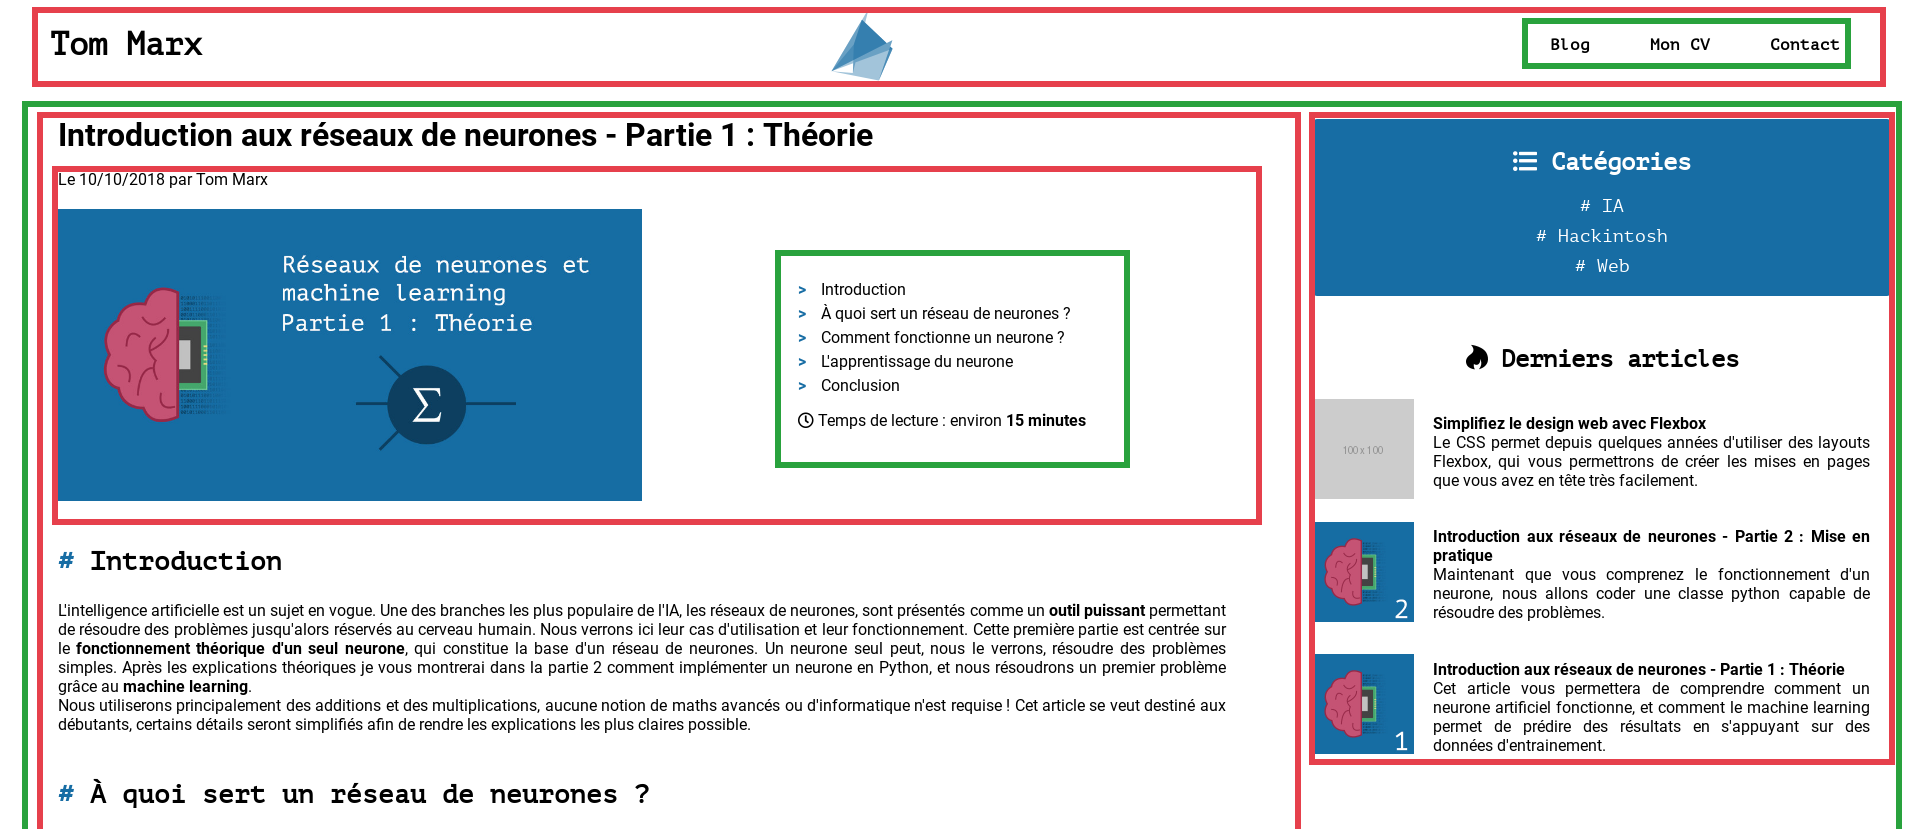 Tom Marx
Blog Mon CV Contact
Introduction aux réseaux de neurones - Partie 1 : Théorie
Le 10/10/2018 par Tom Marx
Réseaux de neurones et
machine learning
Partie 1 : Théorie
Σ
> Introduction
> À quoi sert un réseau de neurones ?
> Comment fonctionne un neurone ?
> L'apprentissage du neurone
> Conclusion
Temps de lecture : environ 15 minutes
# Introduction
L'intelligence artificielle est un sujet en vogue. Une des branches les plus populaire de l'IA, les réseaux de neurones, sont présentés comme un outil puissant permettant
de résoudre des problèmes jusqu'alors réservés au cerveau humain. Nous verrons ici leur cas d'utilisation et leur fonctionnement. Cette première partie est centrée sur
le fonctionnement théorique d'un seul neurone, qui constitue la base d'un réseau de neurones. Un neurone seul peut, nous le verrons, résoudre des problèmes
simples. Après les explications théoriques je vous montrerai dans la partie 2 comment implémenter un neurone en Python, et nous résoudrons un premier problème
grâce au machine learning.
Nous utiliserons principalement des additions et des multiplications, aucune notion de maths avancés ou d'informatique n'est requise ! Cet article se veut destiné aux
débutants, certains détails seront simplifiés afin de rendre les explications les plus claires possible.
# À quoi sert un réseau de neurones ?
Catégories
# IA
# Hackintosh
# Web
Derniers articles
100 x 100
Simplifiez le design web avec Flexbox
Le CSS permet depuis quelques années d'utiliser des layouts
Flexbox, qui vous permettrons de créer les mises en pages
que vous avez en tête très facilement.
2
Introduction aux réseaux de neurones - Partie 2 : Mise en
pratique
Maintenant que vous comprenez le fonctionnement d'un
neurone, nous allons coder une classe python capable de
résoudre des problèmes.
1
Introduction aux réseaux de neurones - Partie 1 : Théorie
Cet article vous permettera de comprendre comment un
neurone artificiel fonctionne, et comment le machine learning
permet de prédire des résultats en s'appuyant sur des
données d'entrainement.